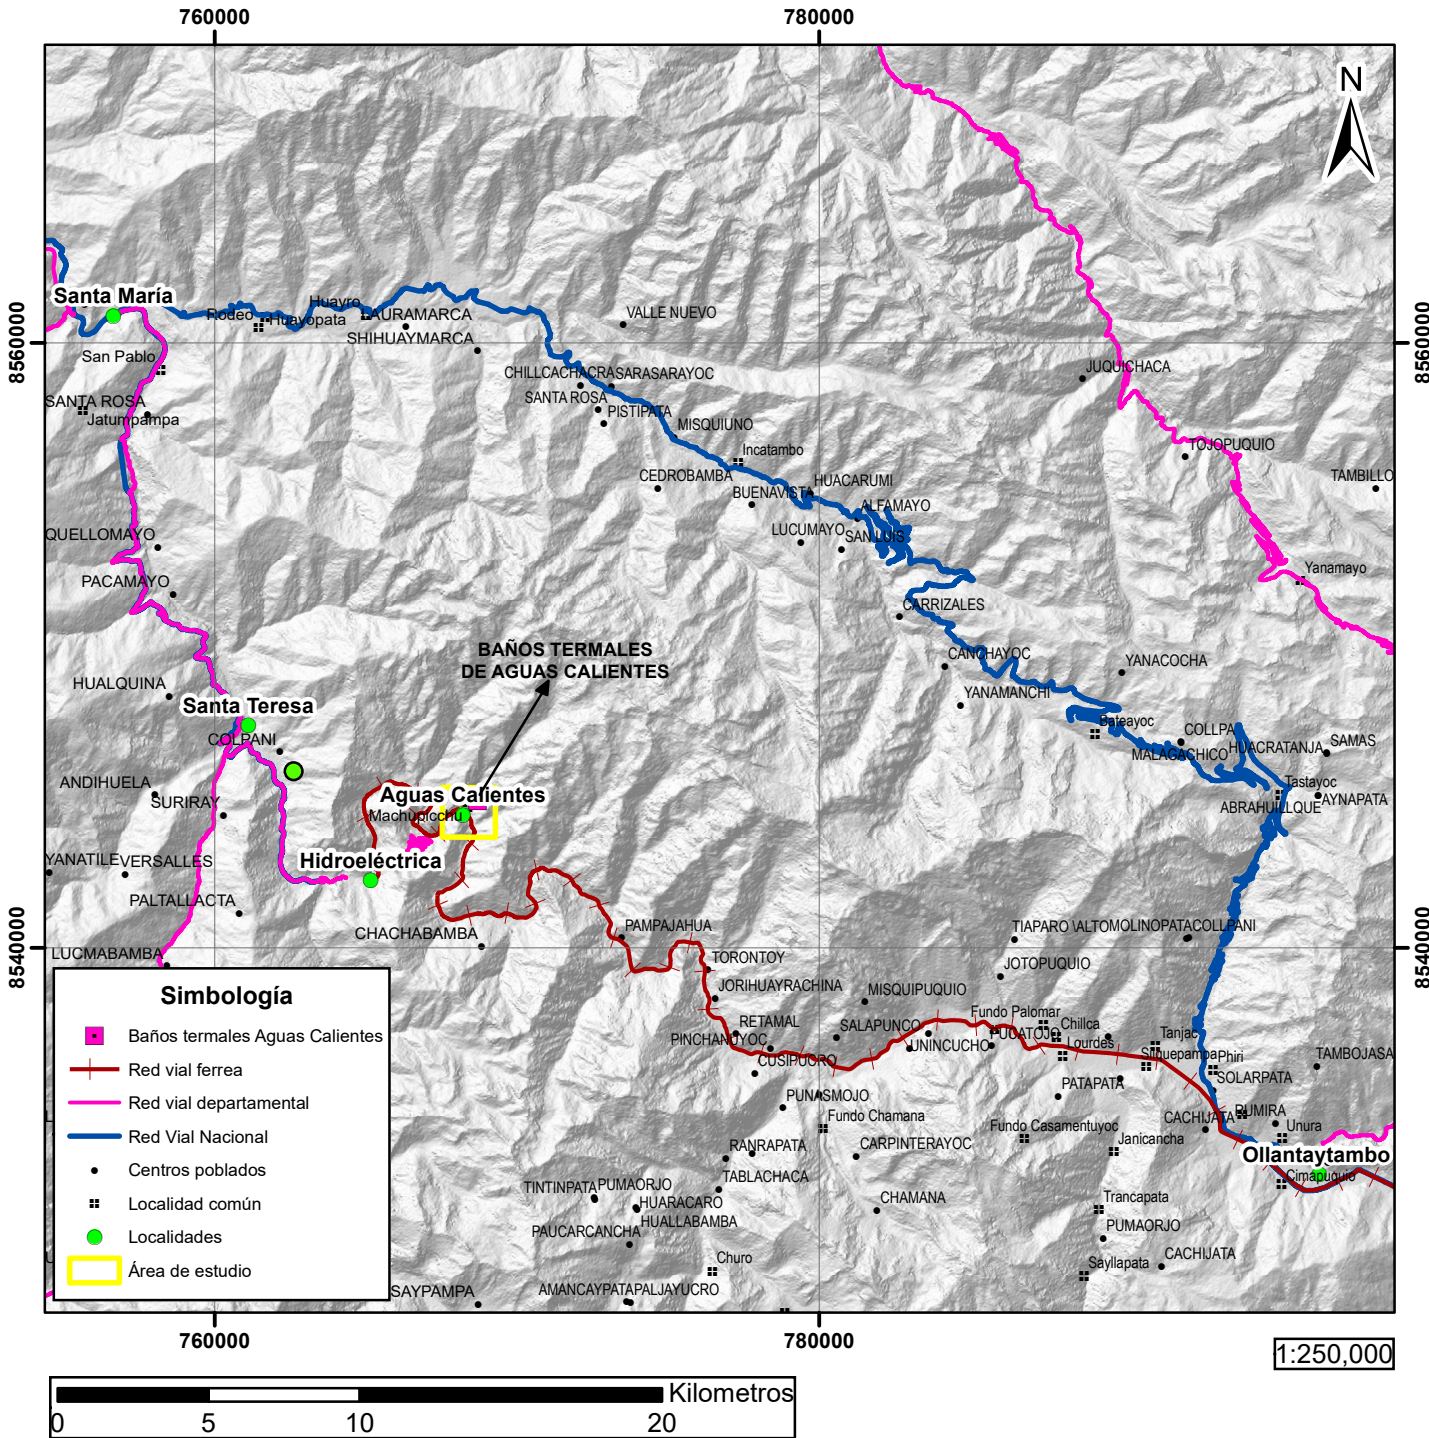 760000
780000
N
Santa María
Huayro
Rodeo
Huayopata
AURAMARCA
SHIHUAYMARCA
VALLE NUEVO
8560000
8560000
San Pablo
JUQUICHACA
CHILLCACHACRA
SARASARAYOC
SANTA ROSA
SANTA ROSA
Jatumpampa
PISTIPATA
MISQUIUNO
Incatambo
TOJOPUQUIO
CEDROBAMBA
HUACARUMI
TAMBILLO
BUENAVISTA
ALFAMAYO
LUCUMAYO
SAN LUIS
QUELLOMAYO
Yanamayo
PACAMAYO
CARRIZALES
BAÑOS TERMALES
DE AGUAS CALIENTES
CANCHAYOC
YANACOCHA
HUALQUINA
YANAMANCHI
Santa Teresa
Bateayoc
COLPANI
COLLPA
HUACRATANJA
SAMAS
MALAGACHICO
ANDIHUELA
Tastayoc
SURIRAY
Aguas Calientes
AYNAPATA
ABRAHUILLQUE
Machupicchu
Hidroeléctrica
YANATILE
VERSALLES
PALTALLACTA
CHACHABAMBA
PAMPAJAHUA
TIAPARO
ALTO
MOLINOPATA
COLLPANI
8540000
8540000
LUCMABAMBA
TORONTOY
JOTOPUQUIO
JORIHUAYRACHINA
MISQUIPUQUIO
Fundo Palomar
RETAMAL
SALAPUNCO
Chillca
PINCHANUYOC
UNINCUCHO
Lourdes
Tanjac
CUSIPUCRO
Phiri
TAMBOJASA
SOLARPATA
PATAPATA
PUNASMOJO
Fundo Chamana
CACHIJATA
RUMIRA
Unura
Fundo Casamentuyoc
Janicancha
CARPINTERAYOC
RANRAPATA
Ollantaytambo
TABLACHACA
Cimapuquio
TINTINPATA
PUMAORJO
HUARACARO
CHAMANA
Trancapata
HUALLABAMBA
PAUCARCANCHA
PUMAORJO
CACHIJATA
Churo
Sayllapata
SAYPAMPA
AMANCAYPATA
PALJAYUCRO
Simbología
Baños termales Aguas Calientes
Red vial ferrea
Red vial departamental
Red Vial Nacional
Centros poblados
Localidad común
Localidades
Área de estudio
760000
780000
1:250,000
Kilometros
0
5
10
20